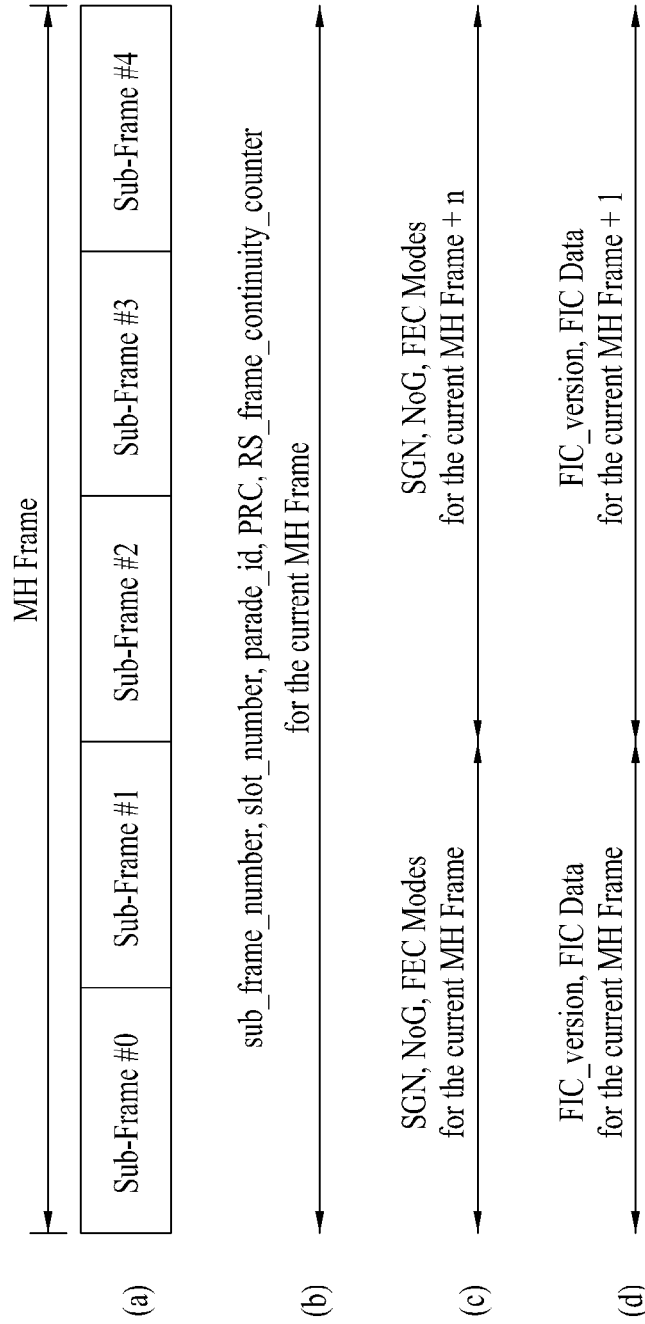 MH Frame
(a)
Sub-Frame #0
Sub-Frame #1
Sub-Frame #2
Sub-Frame #3
Sub-Frame #4
(b)
sub_frame_number, slot_number, parade_id, PRC, RS_frame_continuity_counter
for the current MH Frame
(c)
SGN, NoG, FEC Modes
for the current MH Frame
SGN, NoG, FEC Modes
for the current MH Frame + n
(d)
FIC_version, FIC Data
for the current MH Frame
FIC_version, FIC Data
for the current MH Frame + 1